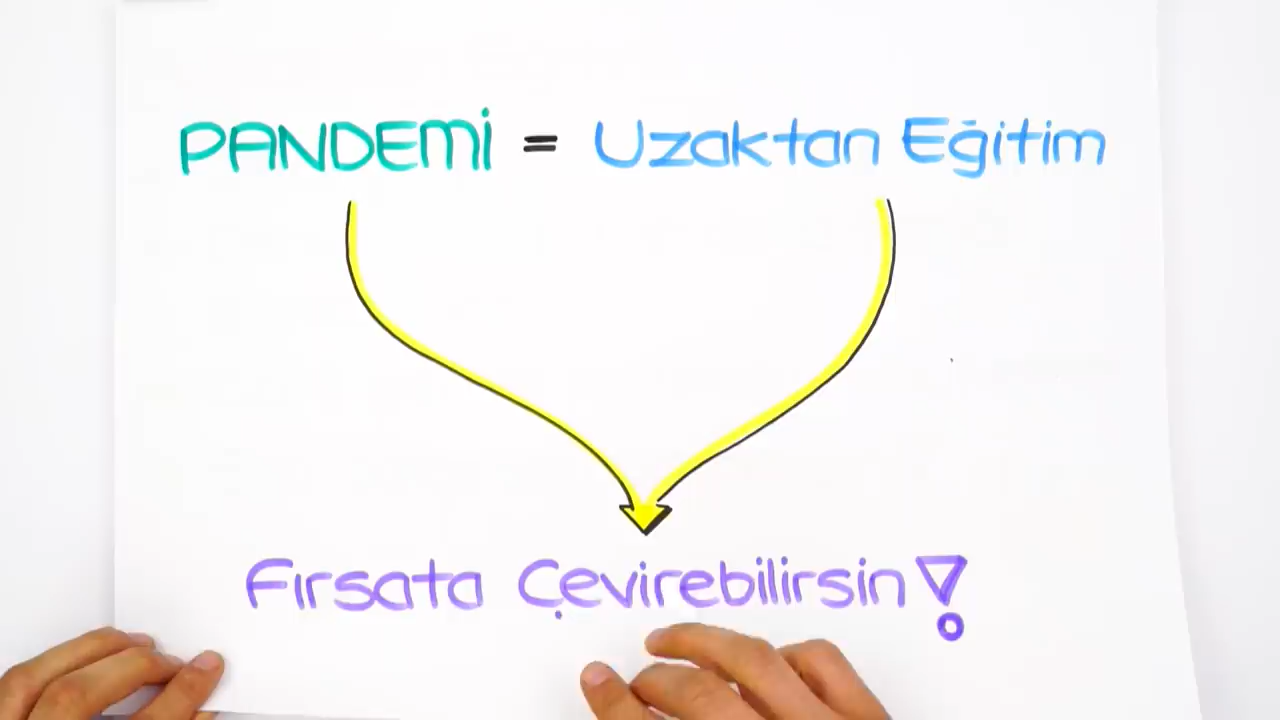 PANDEMİ = Uzaktan Eğitim
Fırsata Çevirebilirsin!